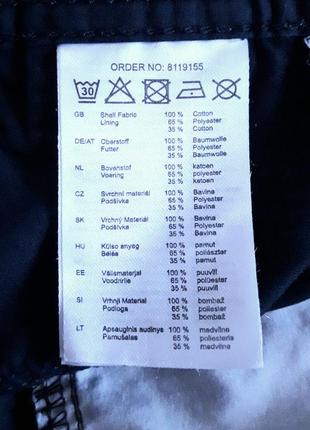 ORDER NO: 8119155
30
GB Shell Fabric 100 % Cotton
Lining 65 % Polyester
35 % Cotton
DE/AT Oberstoff 100 % Baumwolle
Futter 65 % Polyester
35 % Baumwolle
NL Bovenstof 100 % katoen
Voering 65 % polyester
35 % katoen
CZ Svrchní materiál 100 % Bavlna
Podšívka 65 % Polyester
35 % Bavlna
SK Vrchný Materiál 100 % Bavlna
Podšívka 65 % Polyester
35 % Bavlna
HU Külső anyag 100 % pamut
Bélés 65 % poliészter
35 % pamut
EE Välismaterjal 100 % puuvill
Voodririie 65 % polüester
35 % puuvill
SI Vrhnji Material 100 % bombaž
Podloga 65 % poliester
35 % bombaž
LT Apsauginis audinys 100 % medvilnė
Pamušalas 65 % poliesteris
35 % medvilnė